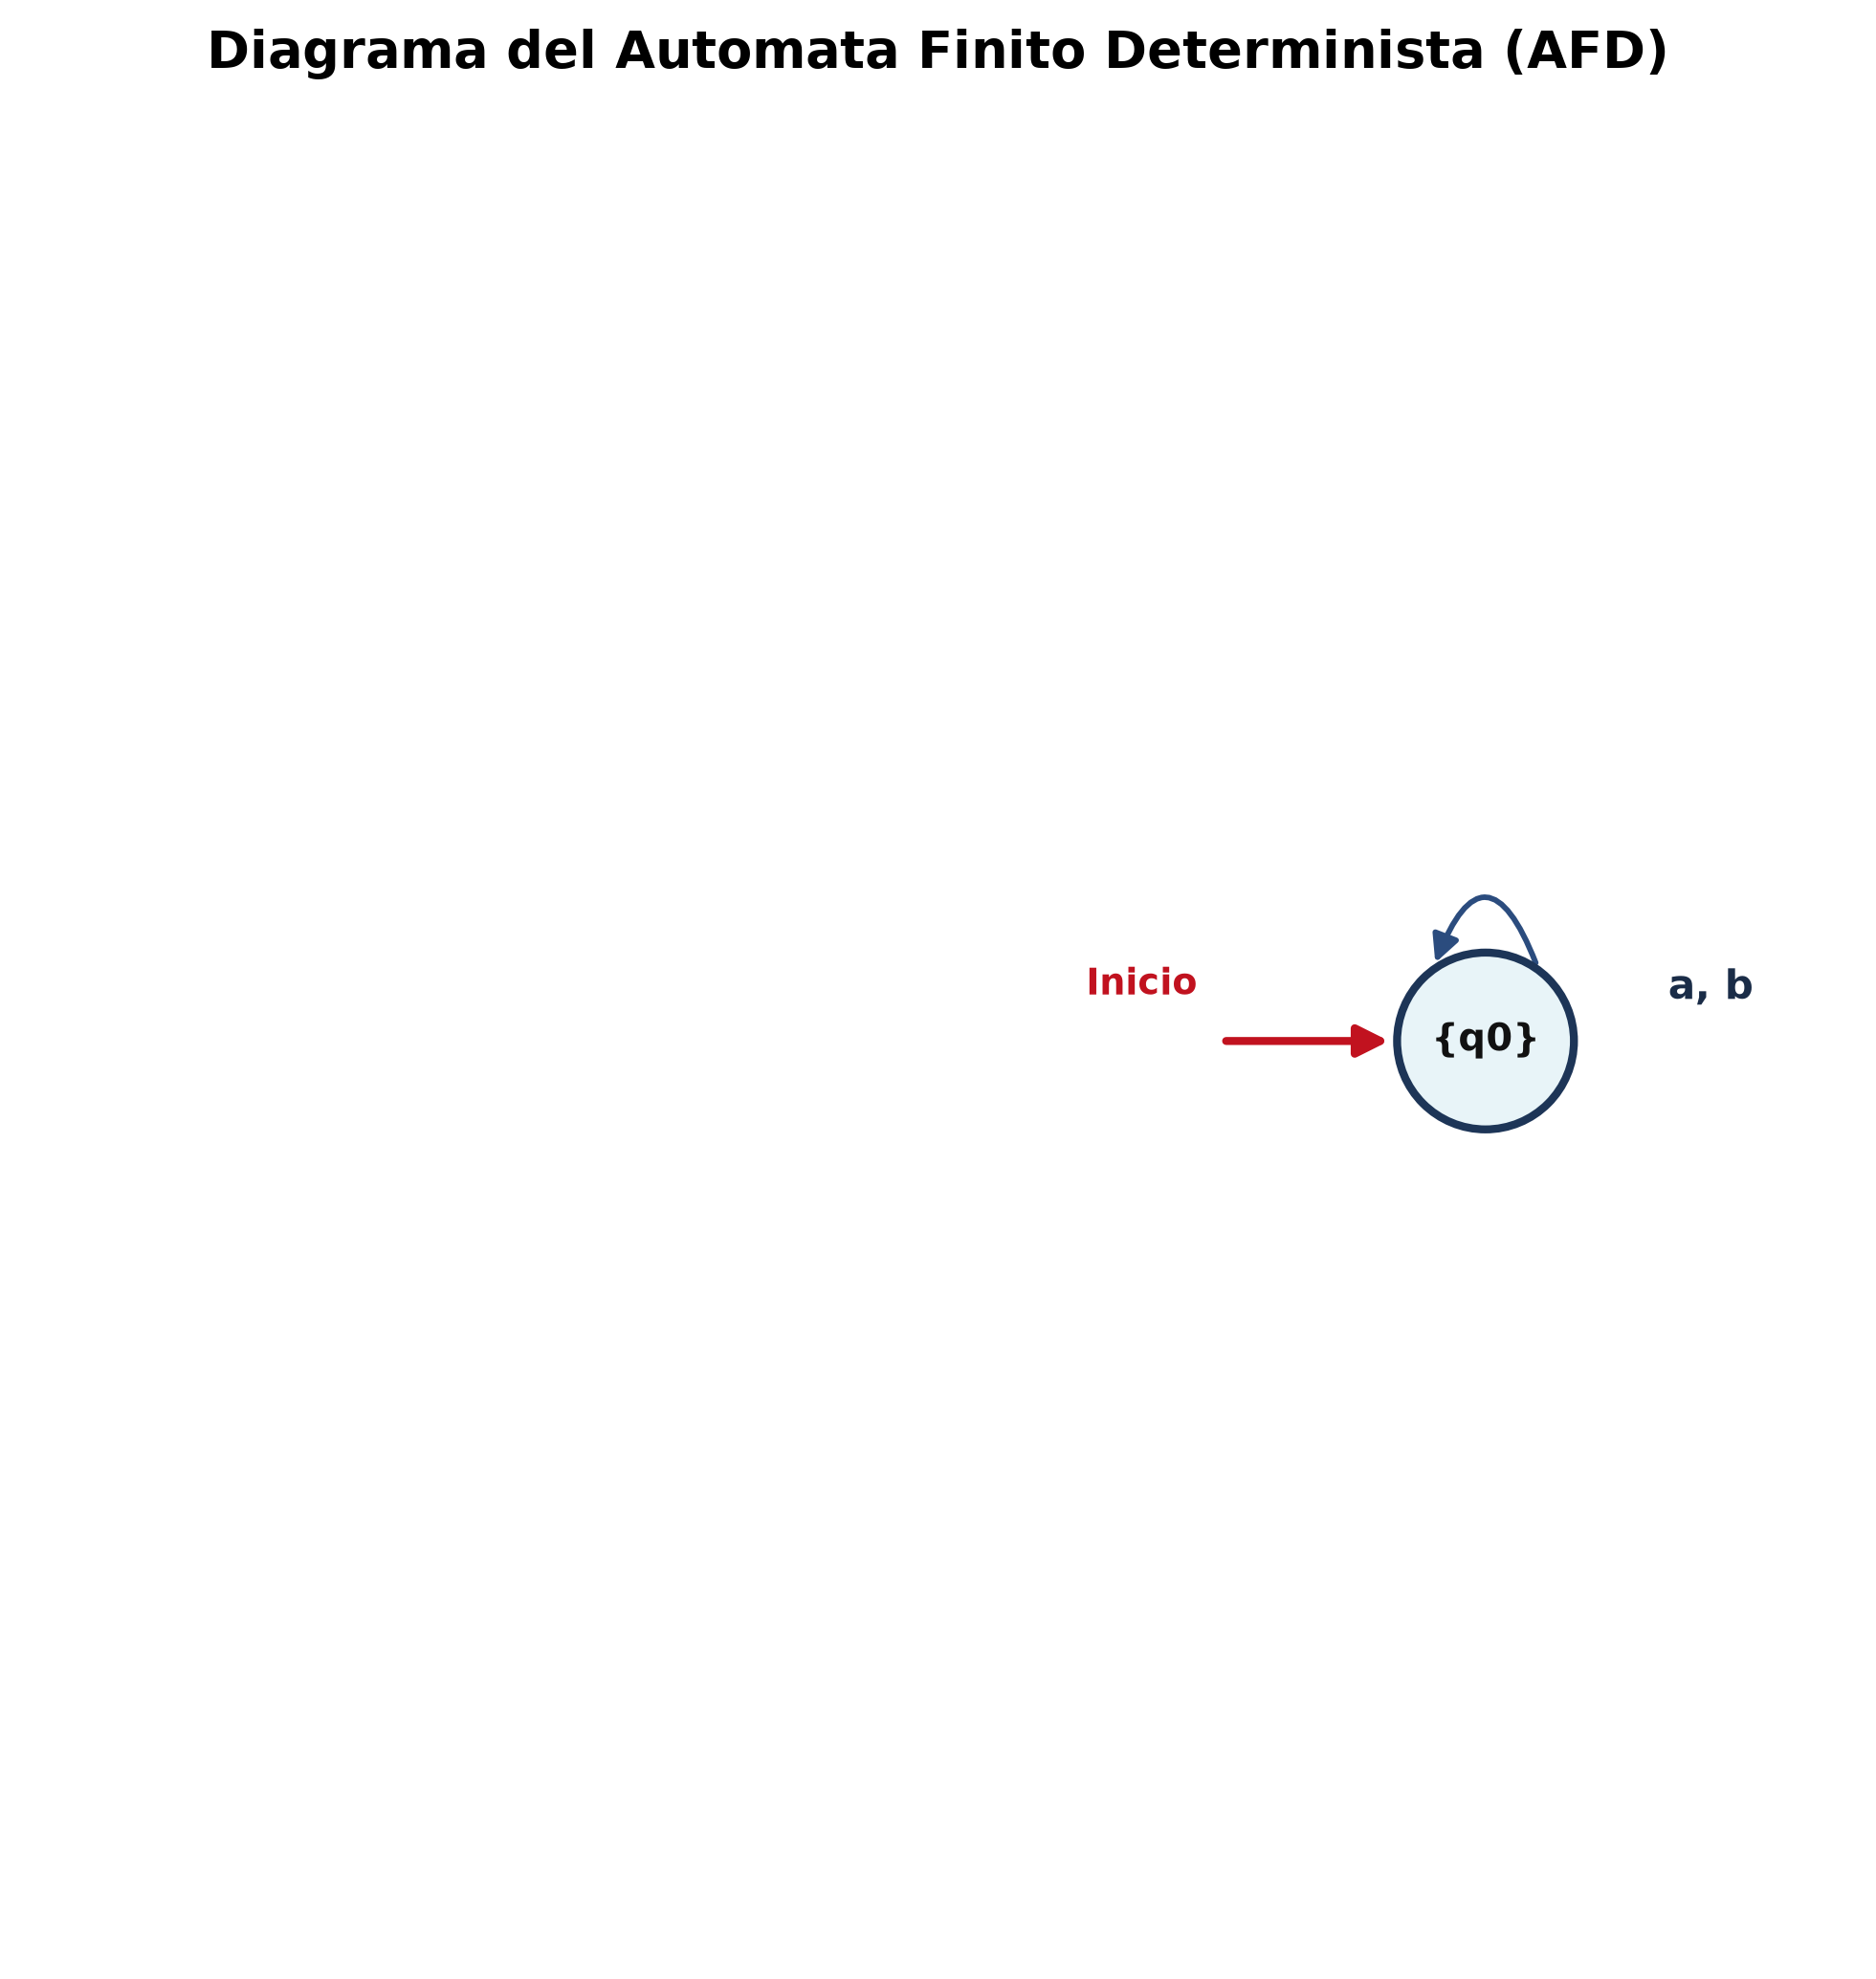 Diagrama del Automata Finito Determinista (AFD)
Inicio
a, b
{q0}